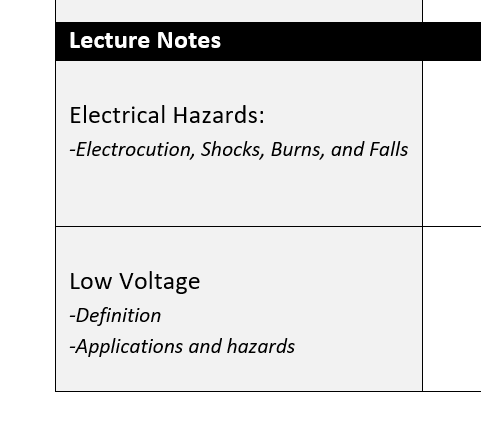 Lecture Notes
Electrical Hazards:
-Electrocution, Shocks, Burns, and Falls
Low Voltage
-Definition
-Applications and hazards